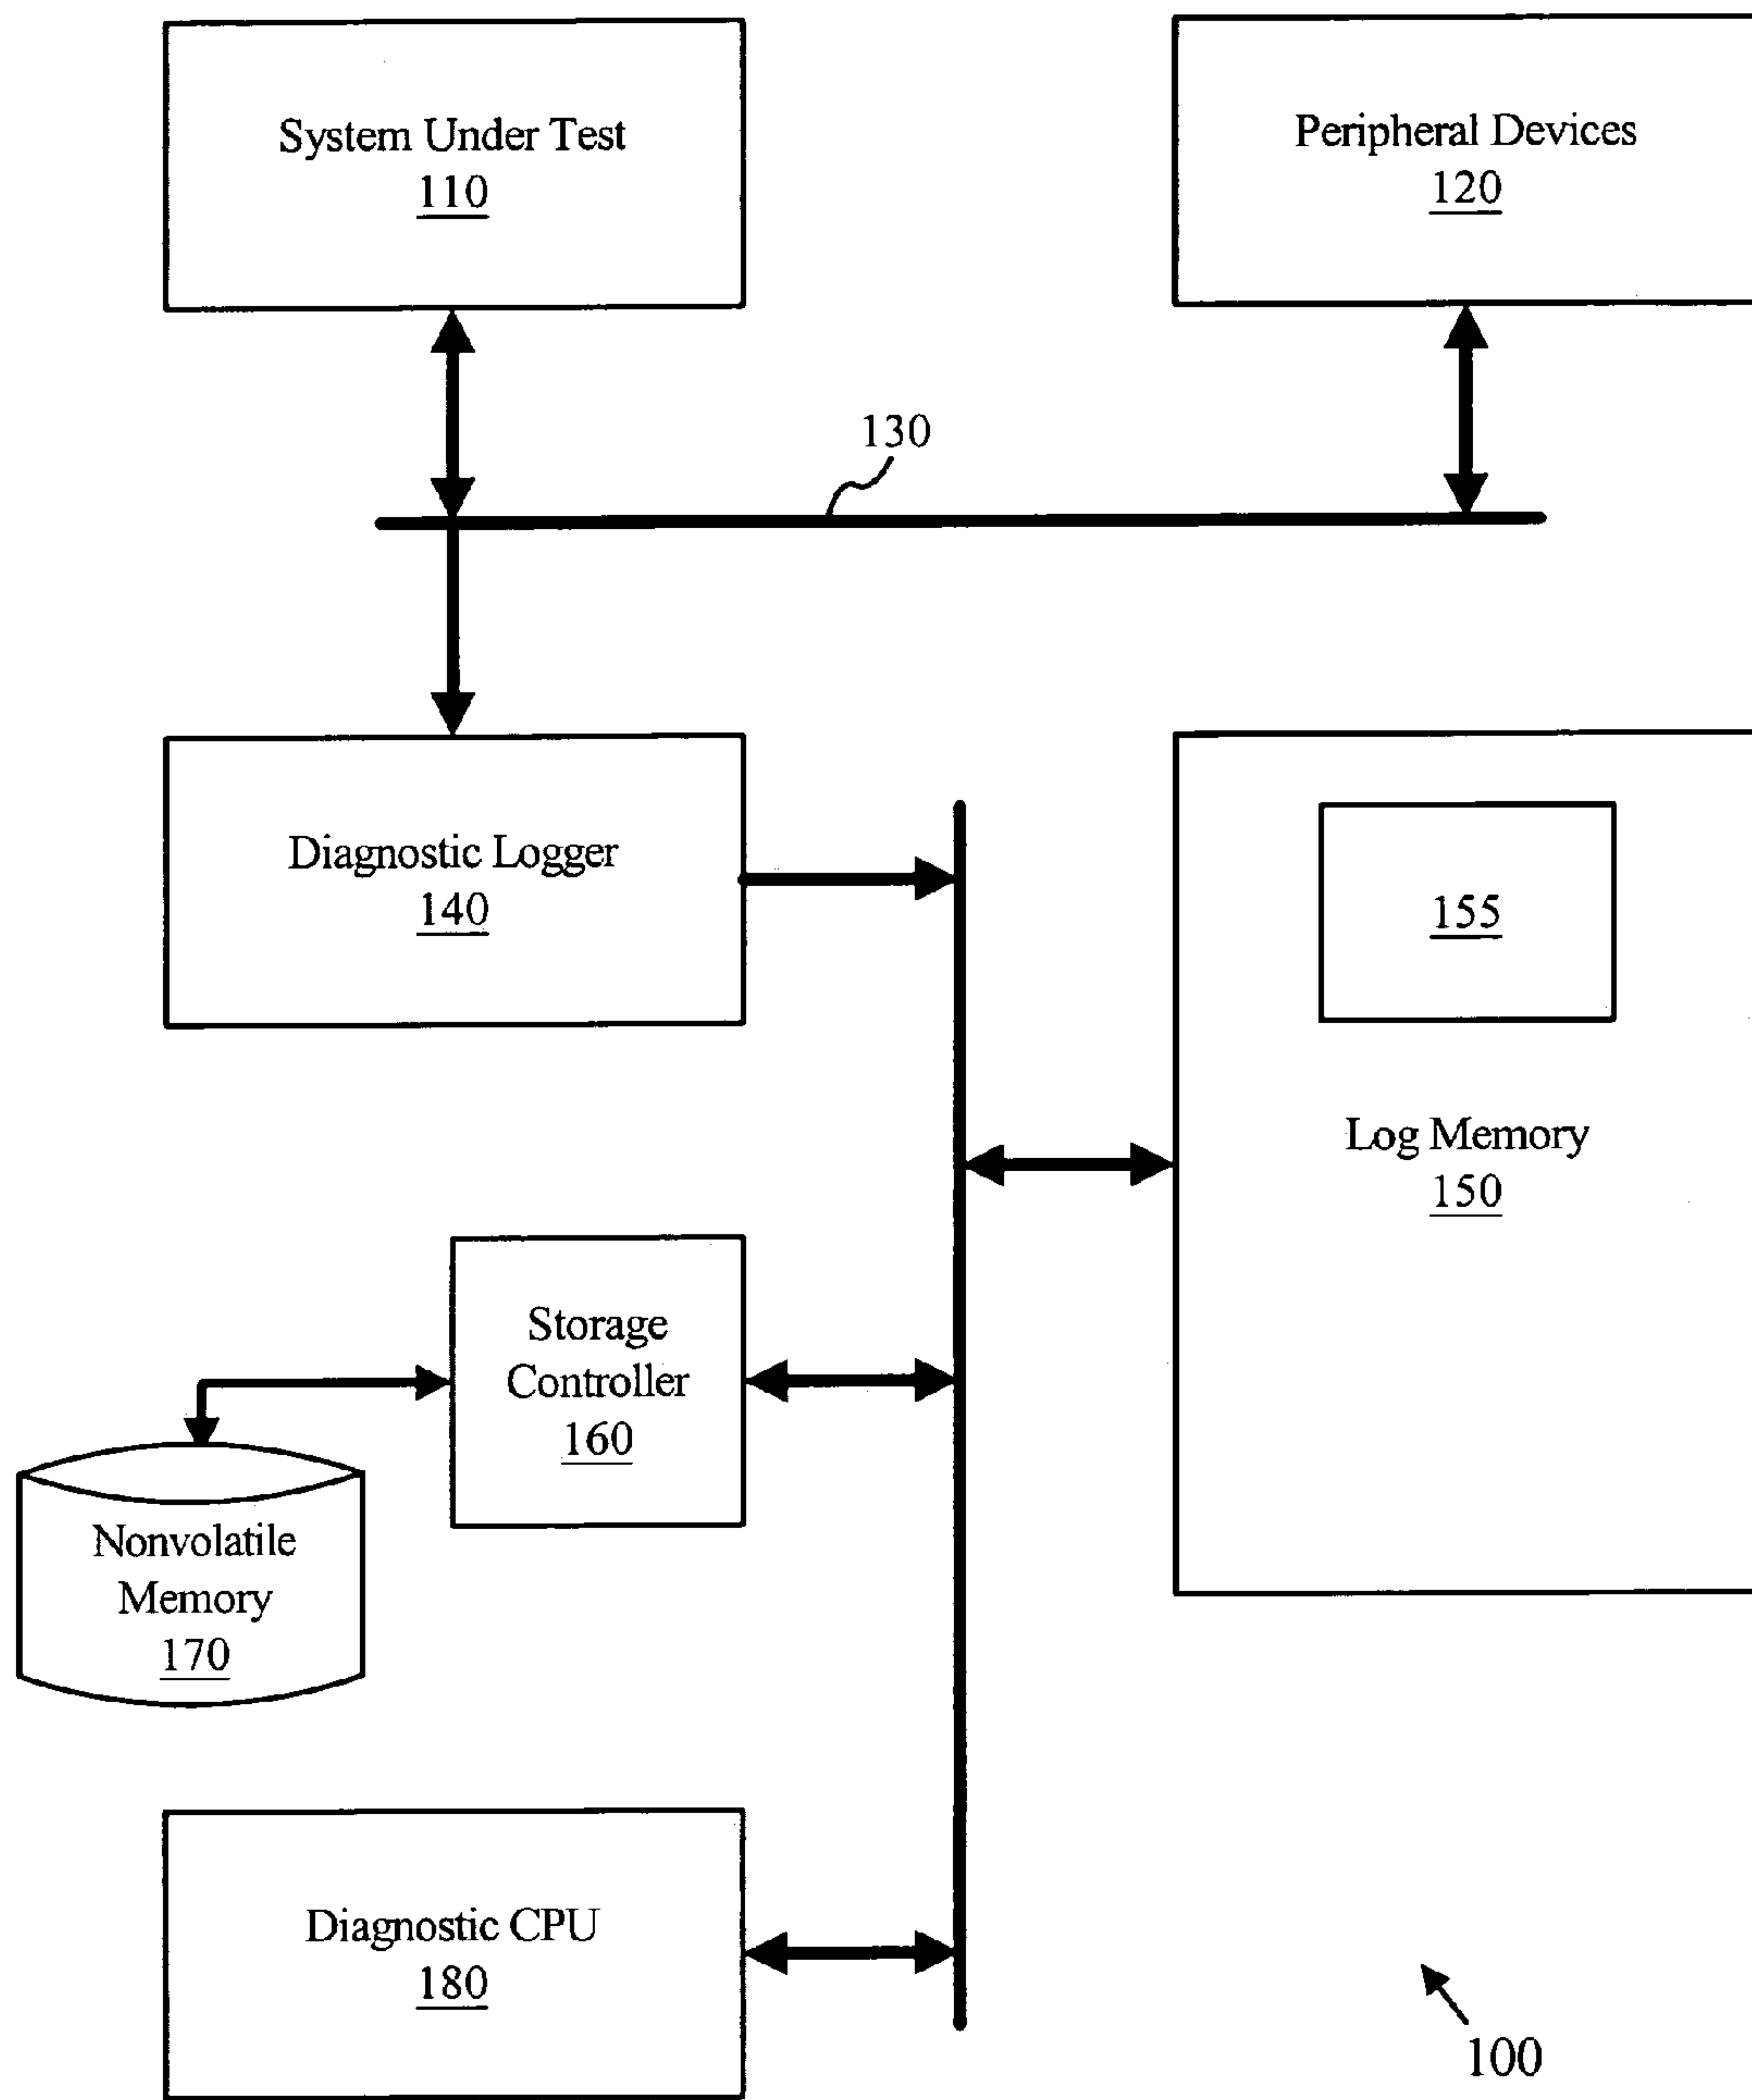 System Under Test
110
Peripheral Devices
120
130
Diagnostic Logger
140
155
Log Memory
150
Storage
Controller
160
Nonvolatile
Memory
170
Diagnostic CPU
180
100